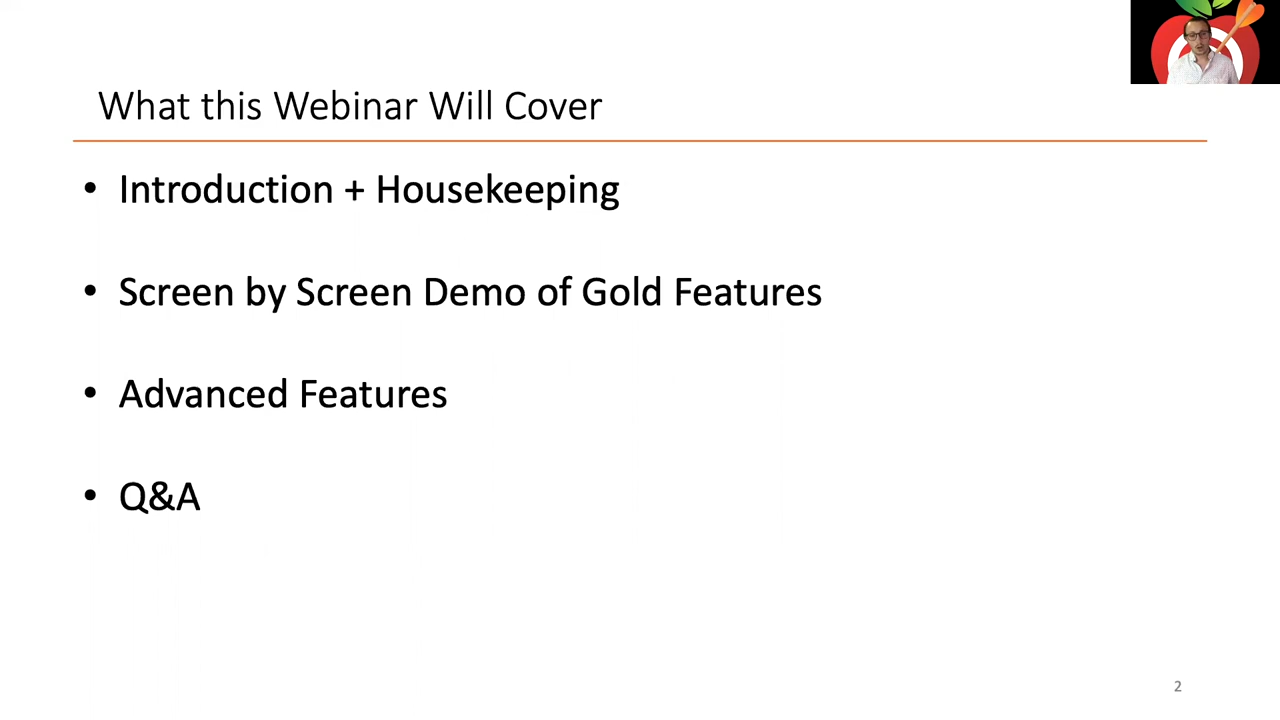 What this Webinar Will Cover
• Introduction + Housekeeping
• Screen by Screen Demo of Gold Features
• Advanced Features
• Q&A
2